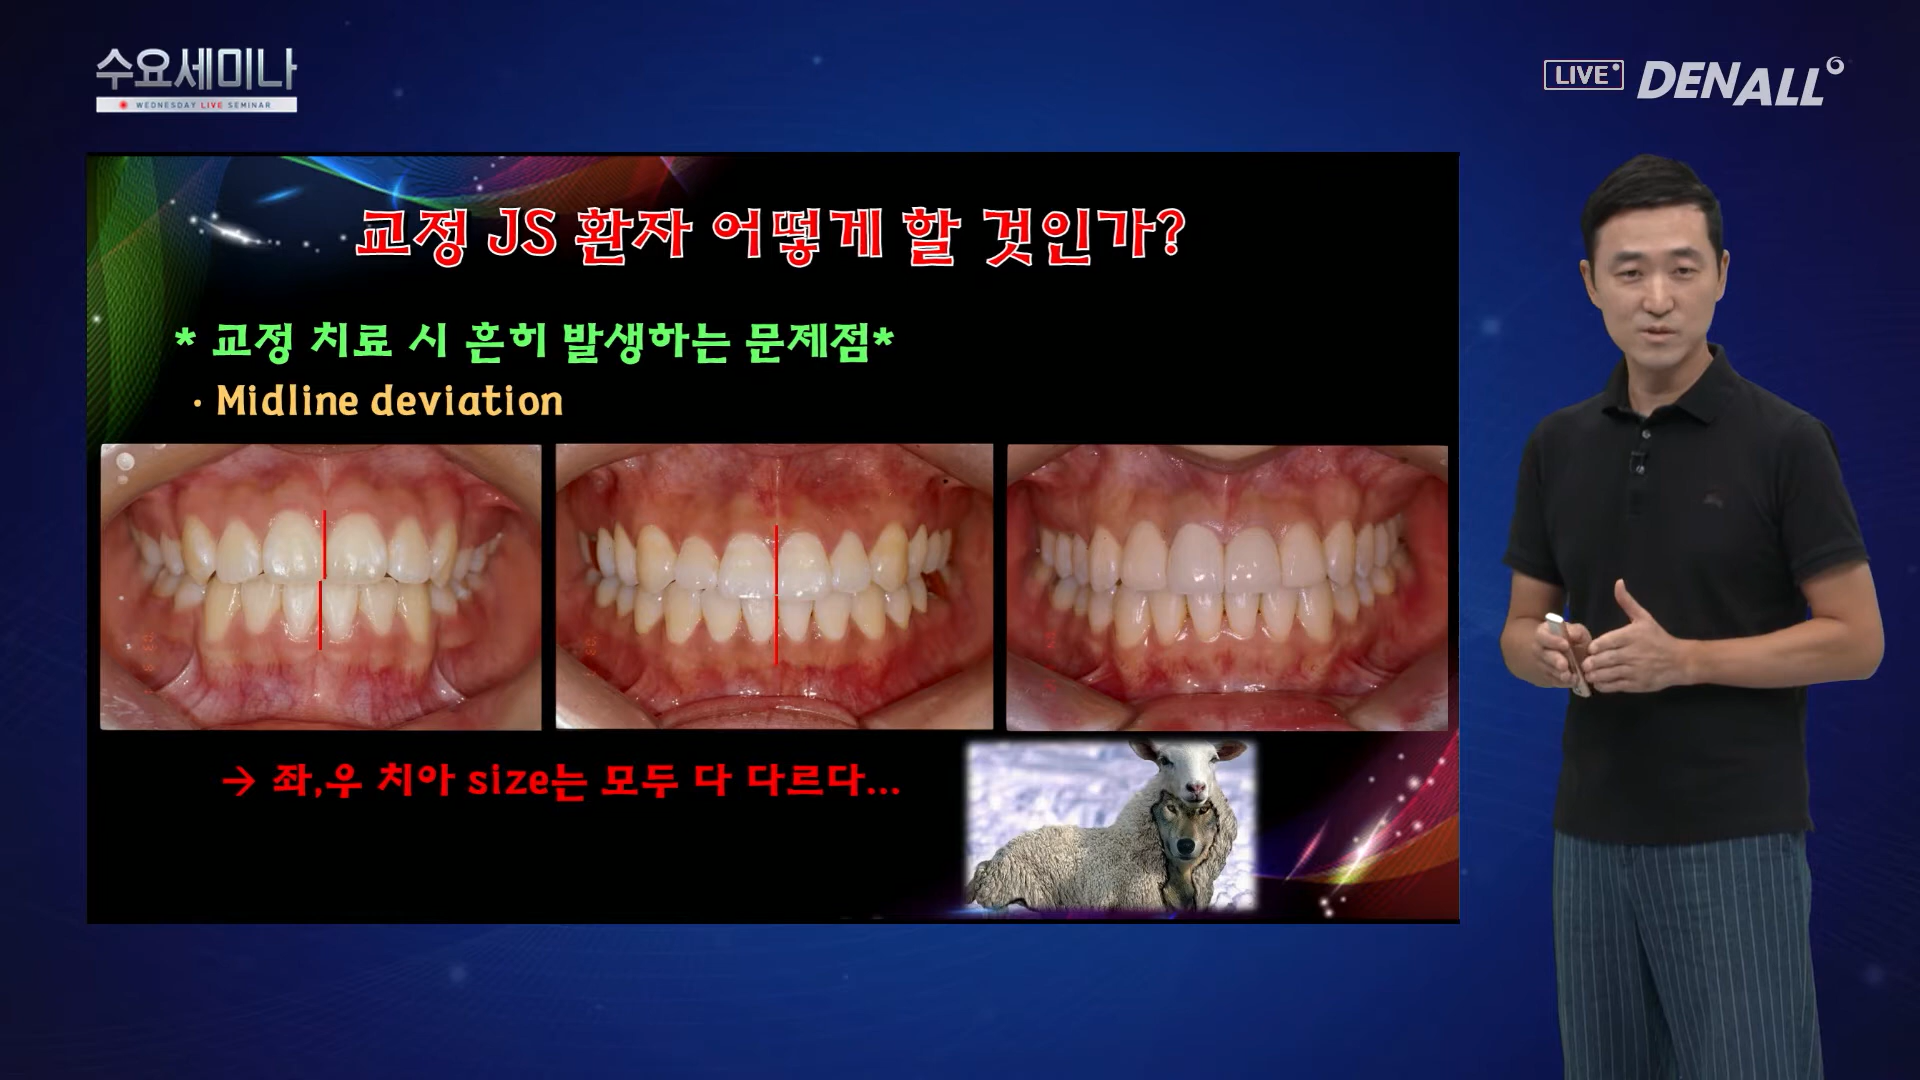 수요세미나
WEDNESDAY LIVE SEMINAR
LIVE
DENALL
교정 JS 환자 어떻게 할 것인가?
* 교정 치료 시 흔히 발생하는 문제점*
· Midline deviation
→ 좌,우 치아 size는 모두 다 다르다...